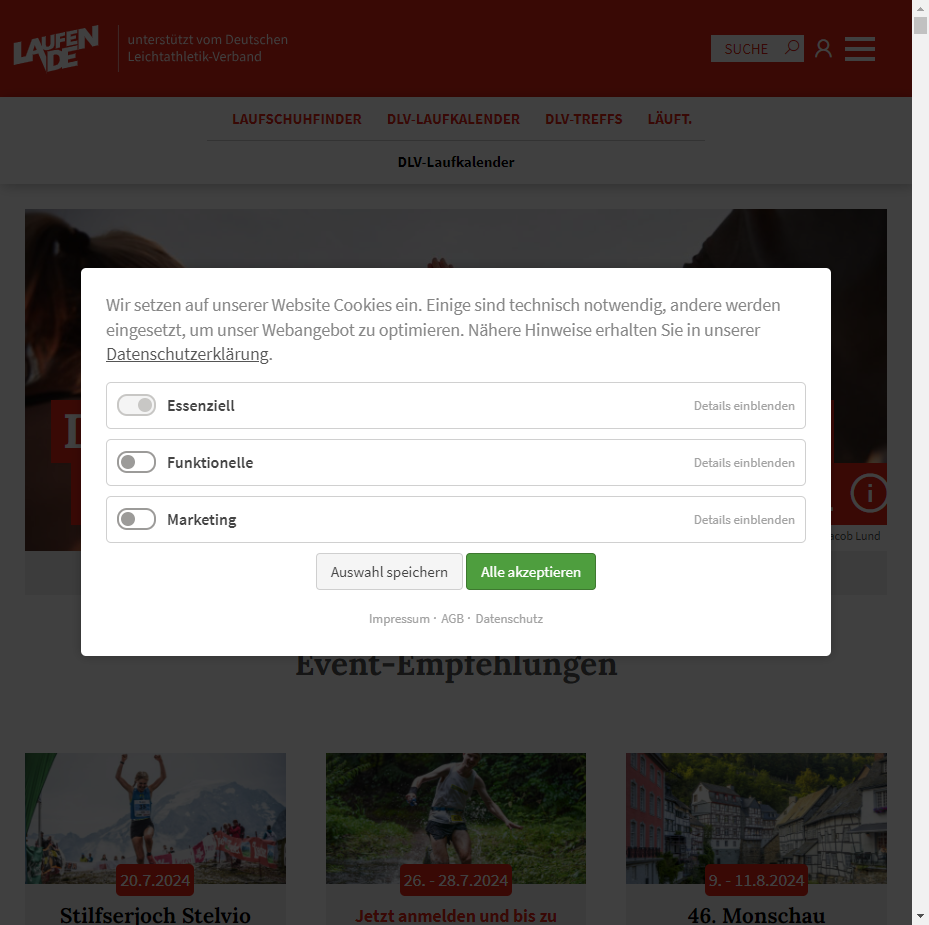 LAUFEN
DE
unterstützt vom Deutschen
Leichtathletik-Verband
SUCHE
LAUFSCHUHFINDER DLV-LAUFKALENDER DLV-TREFFS LÄUFT.
DLV-Laufkalender
Wir setzen auf unserer Website Cookies ein. Einige sind technisch notwendig, andere werden
eingesetzt, um unser Webangebot zu optimieren. Nähere Hinweise erhalten Sie in unserer
Datenschutzerklärung.
Essenziell Details einblenden
Funktionelle Details einblenden
Marketing Details einblenden
acob Lund
Auswahl speichern Alle akzeptieren
Impressum · AGB · Datenschutz
Event-Empfehlungen
20.7.2024 26. - 28.7.2024 9. - 11.8.2024
Stilfserjoch Stelvio Jetzt anmelden und bis zu 46. Monschau